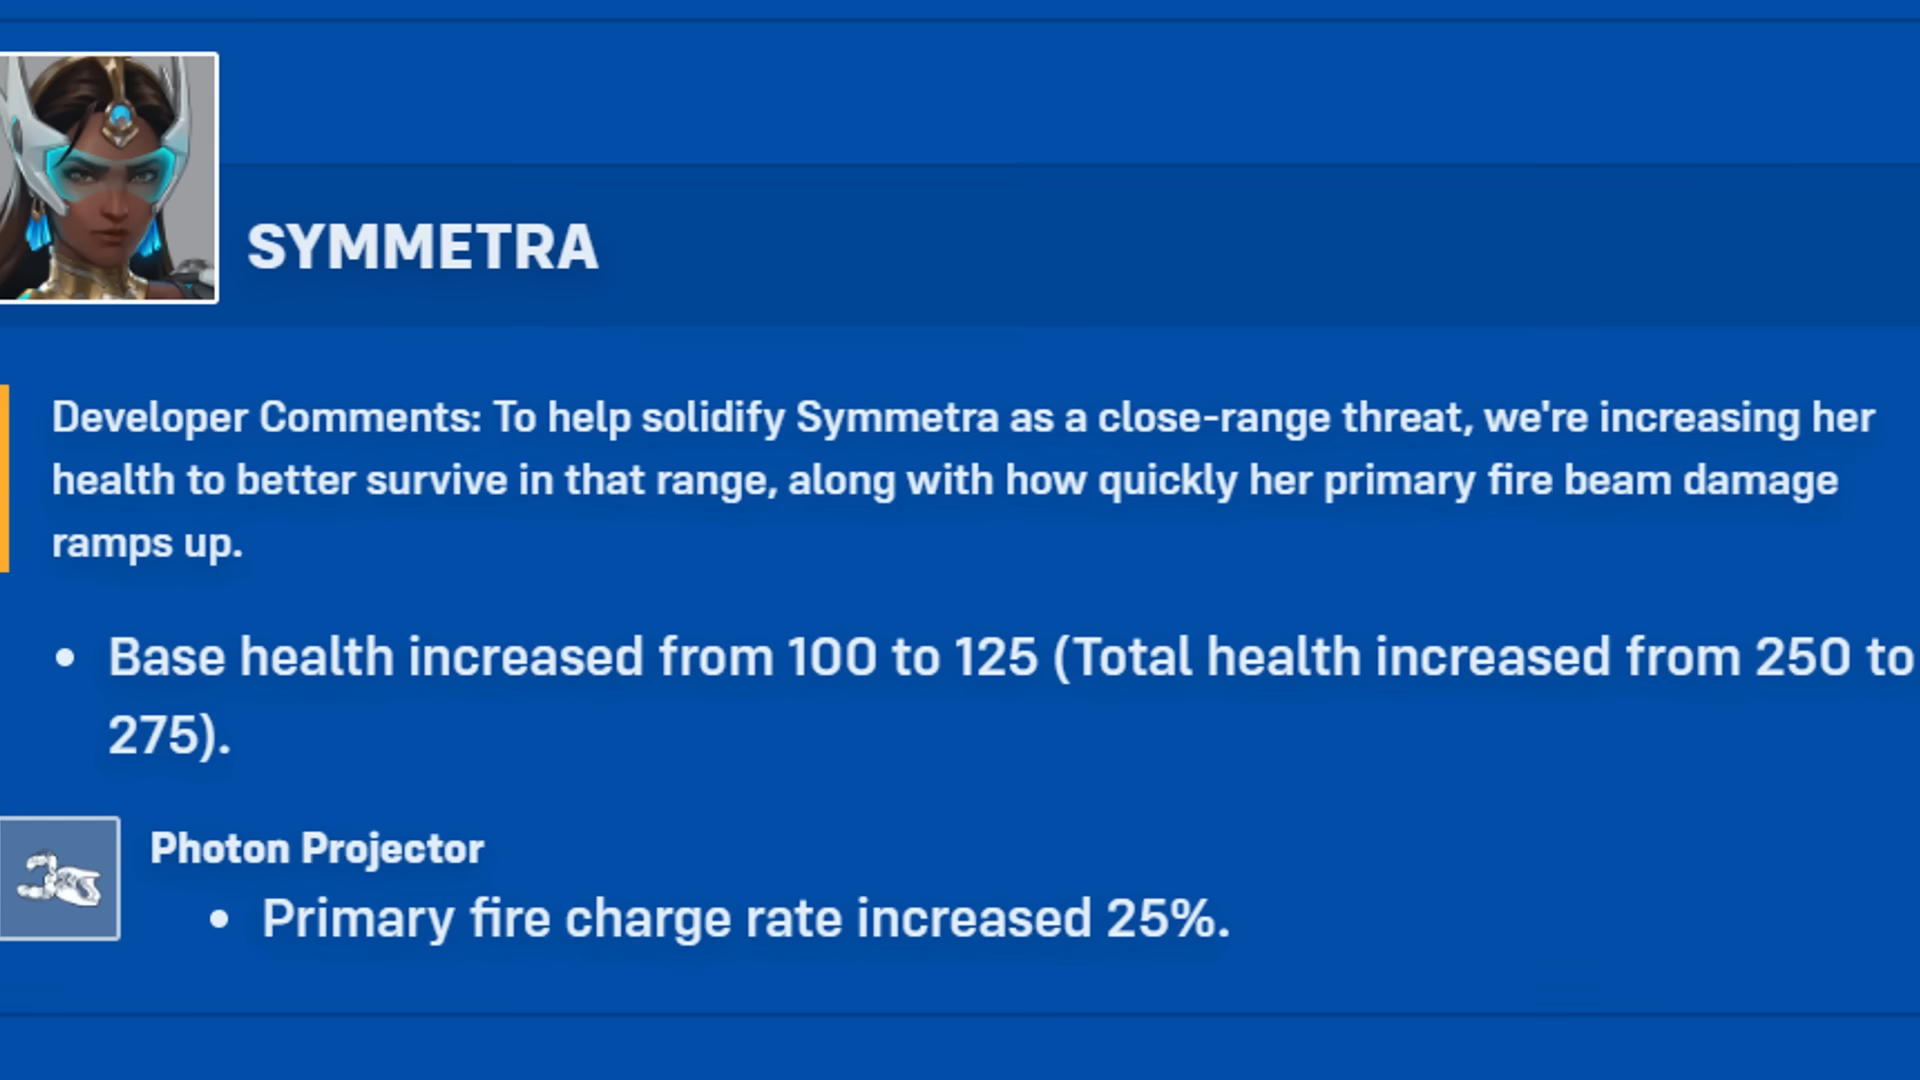 SYMMETRA
Developer Comments: To help solidify Symmetra as a close-range threat, we're increasing her
health to better survive in that range, along with how quickly her primary fire beam damage
ramps up.
• Base health increased from 100 to 125 (Total health increased from 250 to
275).
Photon Projector
• Primary fire charge rate increased 25%.